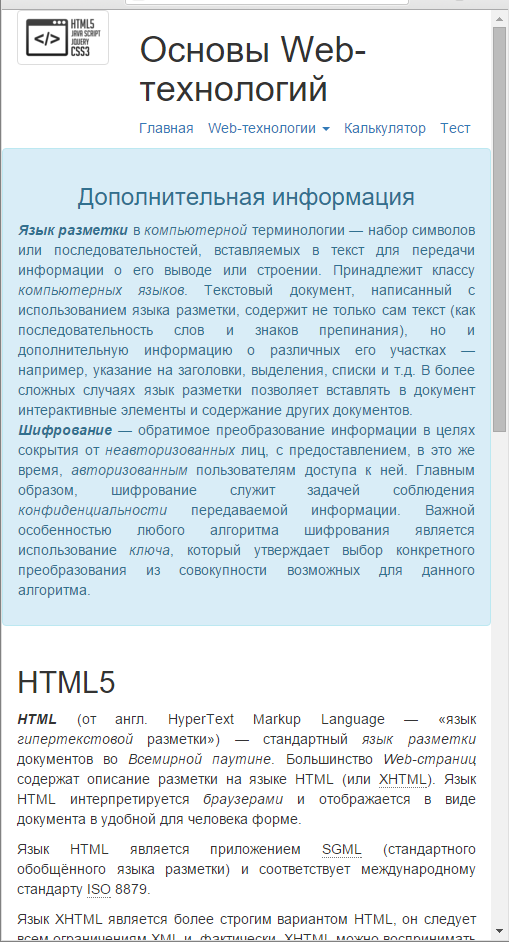 HTML5
JAVA SCRIPT
JQUERY
CSS3
</>
Основы Web-
технологий
Главная Web-технологии Калькулятор Тест
Дополнительная информация
Язык разметки в компьютерной терминологии — набор символов
или последовательностей, вставляемых в текст для передачи
информации о его выводе или строении. Принадлежит классу
компьютерных языков. Текстовый документ, написанный с
использованием языка разметки, содержит не только сам текст (как
последовательность слов и знаков препинания), но и
дополнительную информацию о различных его участках —
например, указание на заголовки, выделения, списки и т.д. В более
сложных случаях язык разметки позволяет вставлять в документ
интерактивные элементы и содержание других документов.
Шифрование — обратимое преобразование информации в целях
сокрытия от неавторизованных лиц, с предоставлением, в это же
время, авторизованным пользователям доступа к ней. Главным
образом, шифрование служит задачей соблюдения
конфиденциальности передаваемой информации. Важной
особенностью любого алгоритма шифрования является
использование ключа, который утверждает выбор конкретного
преобразования из совокупности возможных для данного
алгоритма.
HTML5
HTML (от англ. HyperText Markup Language — «язык
гипертекстовой разметки») — стандартный язык разметки
документов во Всемирной паутине. Большинство Web-страниц
содержат описание разметки на языке HTML (или XHTML). Язык
HTML интерпретируется браузерами и отображается в виде
документа в удобной для человека форме.
Язык HTML является приложением SGML (стандартного
обобщённого языка разметки) и соответствует международному
стандарту ISO 8879.
Язык XHTML является более строгим вариантом HTML, он следует
всем ограничениям XML и, фактически, XHTML можно воспринимать